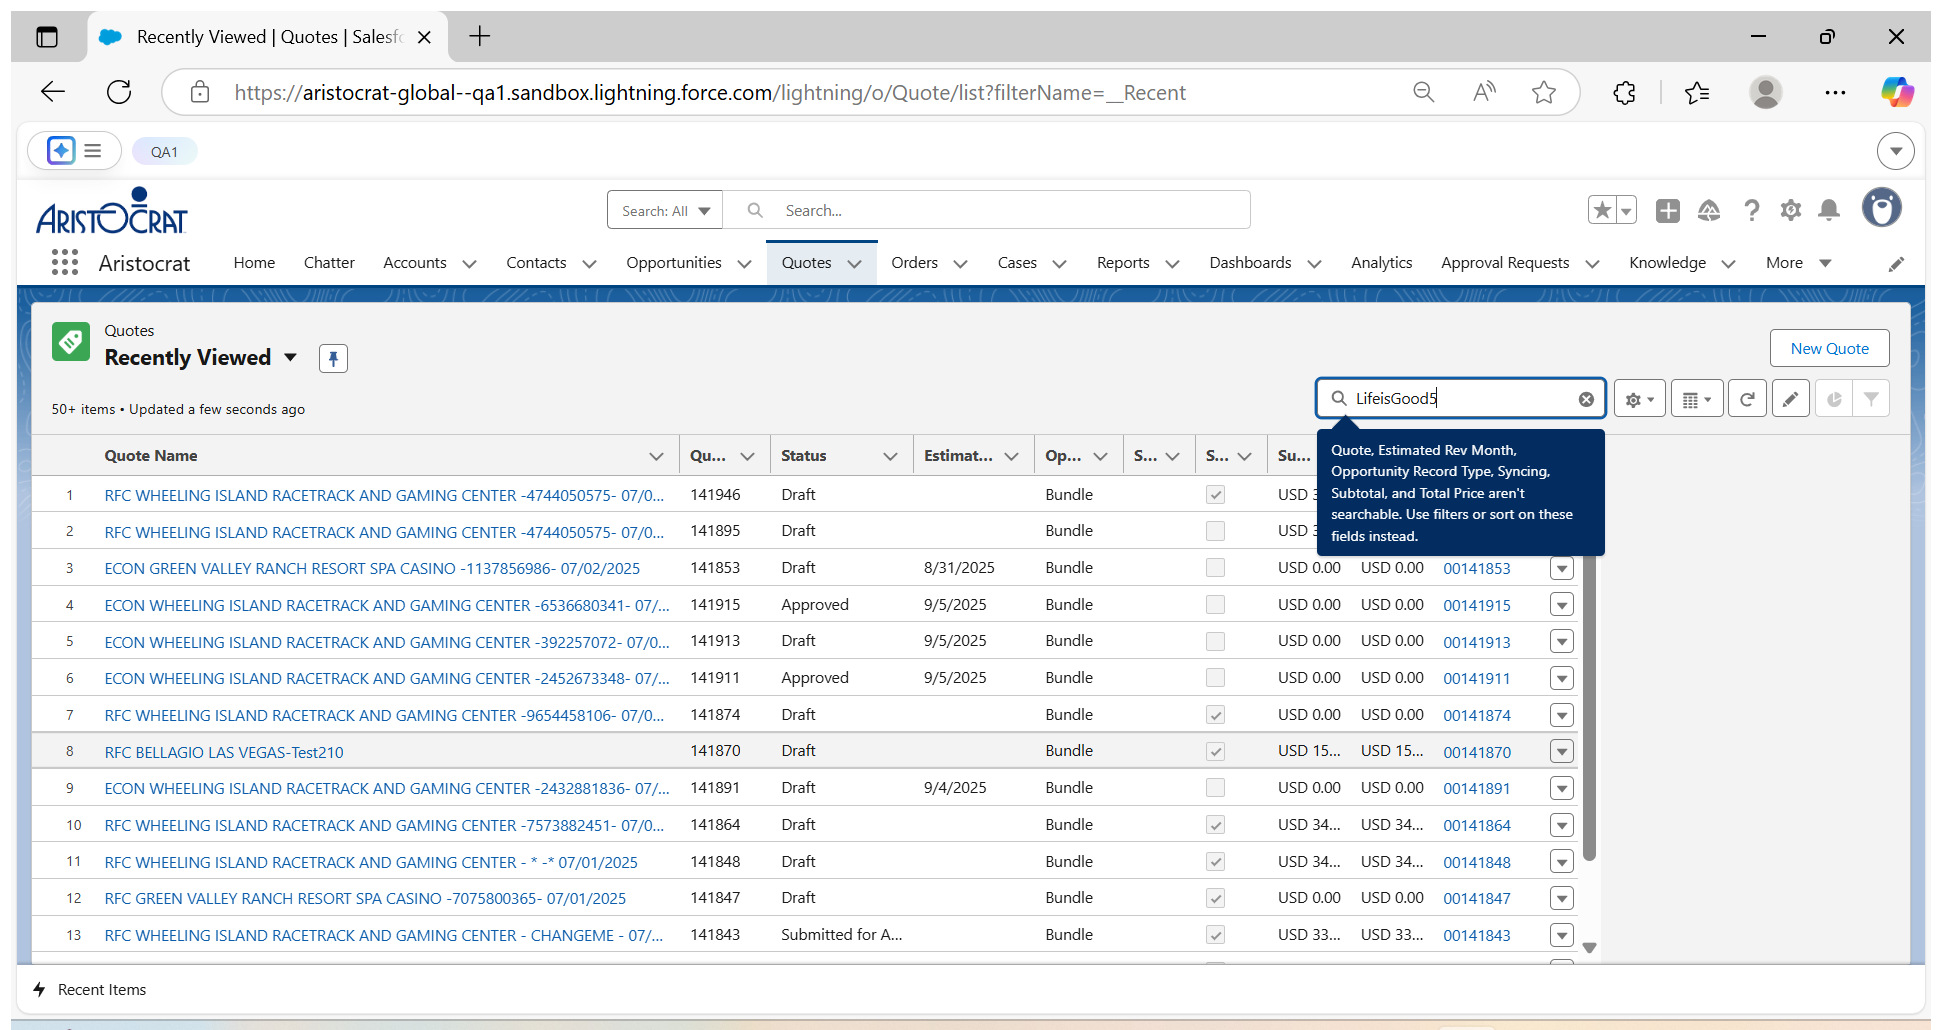 Recently Viewed | Quotes | Salesfo
https://aristocrat-global--qa1.sandbox.lightning.force.com/lightning/o/Quote/list?filterName=__Recent
QA1
ARISTOCRAT
Search: All
Search...
Aristocrat
Home
Chatter
Accounts
Contacts
Opportunities
Quotes
Orders
Cases
Reports
Dashboards
Analytics
Approval Requests
Knowledge
More
Quotes
Recently Viewed
New Quote
50+ items • Updated a few seconds ago
LifeisGood5
Quote, Estimated Rev Month,
Opportunity Record Type, Syncing,
Subtotal, and Total Price aren't
searchable. Use filters or sort on these
fields instead.
Quote Name Qu... Status Estimat... Op... S... S... Su...
1 RFC WHEELING ISLAND RACETRACK AND GAMING CENTER -4744050575- 07/0... 141946 Draft Bundle USD 3
2 RFC WHEELING ISLAND RACETRACK AND GAMING CENTER -4744050575- 07/0... 141895 Draft Bundle USD 3
3 ECON GREEN VALLEY RANCH RESORT SPA CASINO -1137856986- 07/02/2025 141853 Draft 8/31/2025 Bundle USD 0.00 USD 0.00 00141853
4 ECON WHEELING ISLAND RACETRACK AND GAMING CENTER -6536680341- 07/... 141915 Approved 9/5/2025 Bundle USD 0.00 USD 0.00 00141915
5 ECON WHEELING ISLAND RACETRACK AND GAMING CENTER -392257072- 07/0... 141913 Draft 9/5/2025 Bundle USD 0.00 USD 0.00 00141913
6 ECON WHEELING ISLAND RACETRACK AND GAMING CENTER -2452673348- 07/... 141911 Approved 9/5/2025 Bundle USD 0.00 USD 0.00 00141911
7 RFC WHEELING ISLAND RACETRACK AND GAMING CENTER -9654458106- 07/0... 141874 Draft Bundle USD 0.00 USD 0.00 00141874
8 RFC BELLAGIO LAS VEGAS-Test210 141870 Draft Bundle USD 15... USD 15... 00141870
9 ECON WHEELING ISLAND RACETRACK AND GAMING CENTER -2432881836- 07/... 141891 Draft 9/4/2025 Bundle USD 0.00 USD 0.00 00141891
10 RFC WHEELING ISLAND RACETRACK AND GAMING CENTER -7573882451- 07/0... 141864 Draft Bundle USD 34... USD 34... 00141864
11 RFC WHEELING ISLAND RACETRACK AND GAMING CENTER - * -* 07/01/2025 141848 Draft Bundle USD 34... USD 34... 00141848
12 RFC GREEN VALLEY RANCH RESORT SPA CASINO -7075800365- 07/01/2025 141847 Draft Bundle USD 0.00 USD 0.00 00141847
13 RFC WHEELING ISLAND RACETRACK AND GAMING CENTER - CHANGEME - 07/... 141843 Submitted for A... Bundle USD 33... USD 33... 00141843
Recent Items